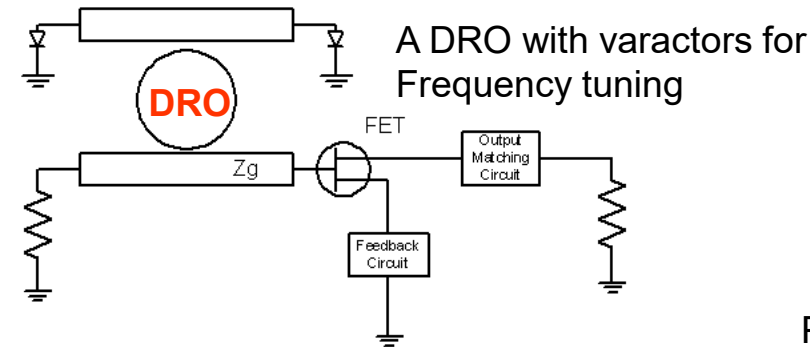 A DRO with varactors for
Frequency tuning
DRO
FET
Zg
Output
Matching
Circuit
Feedback
Circuit